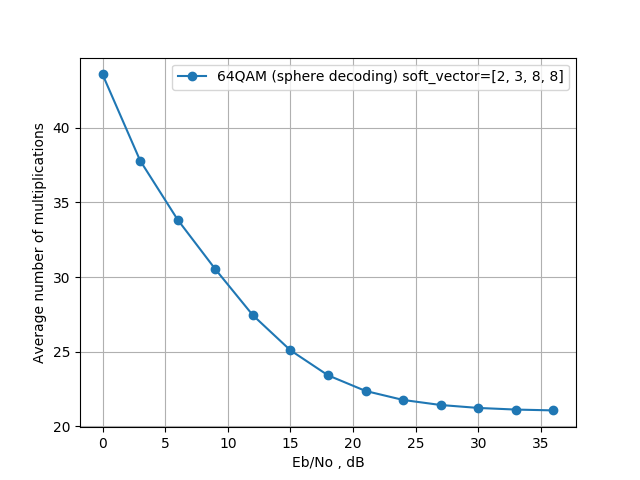 64QAM (sphere decoding) soft_vector=[2, 3, 8, 8]
Average number of multiplications
40
35
30
25
20
0 5 10 15 20 25 30 35
Eb/No , dB